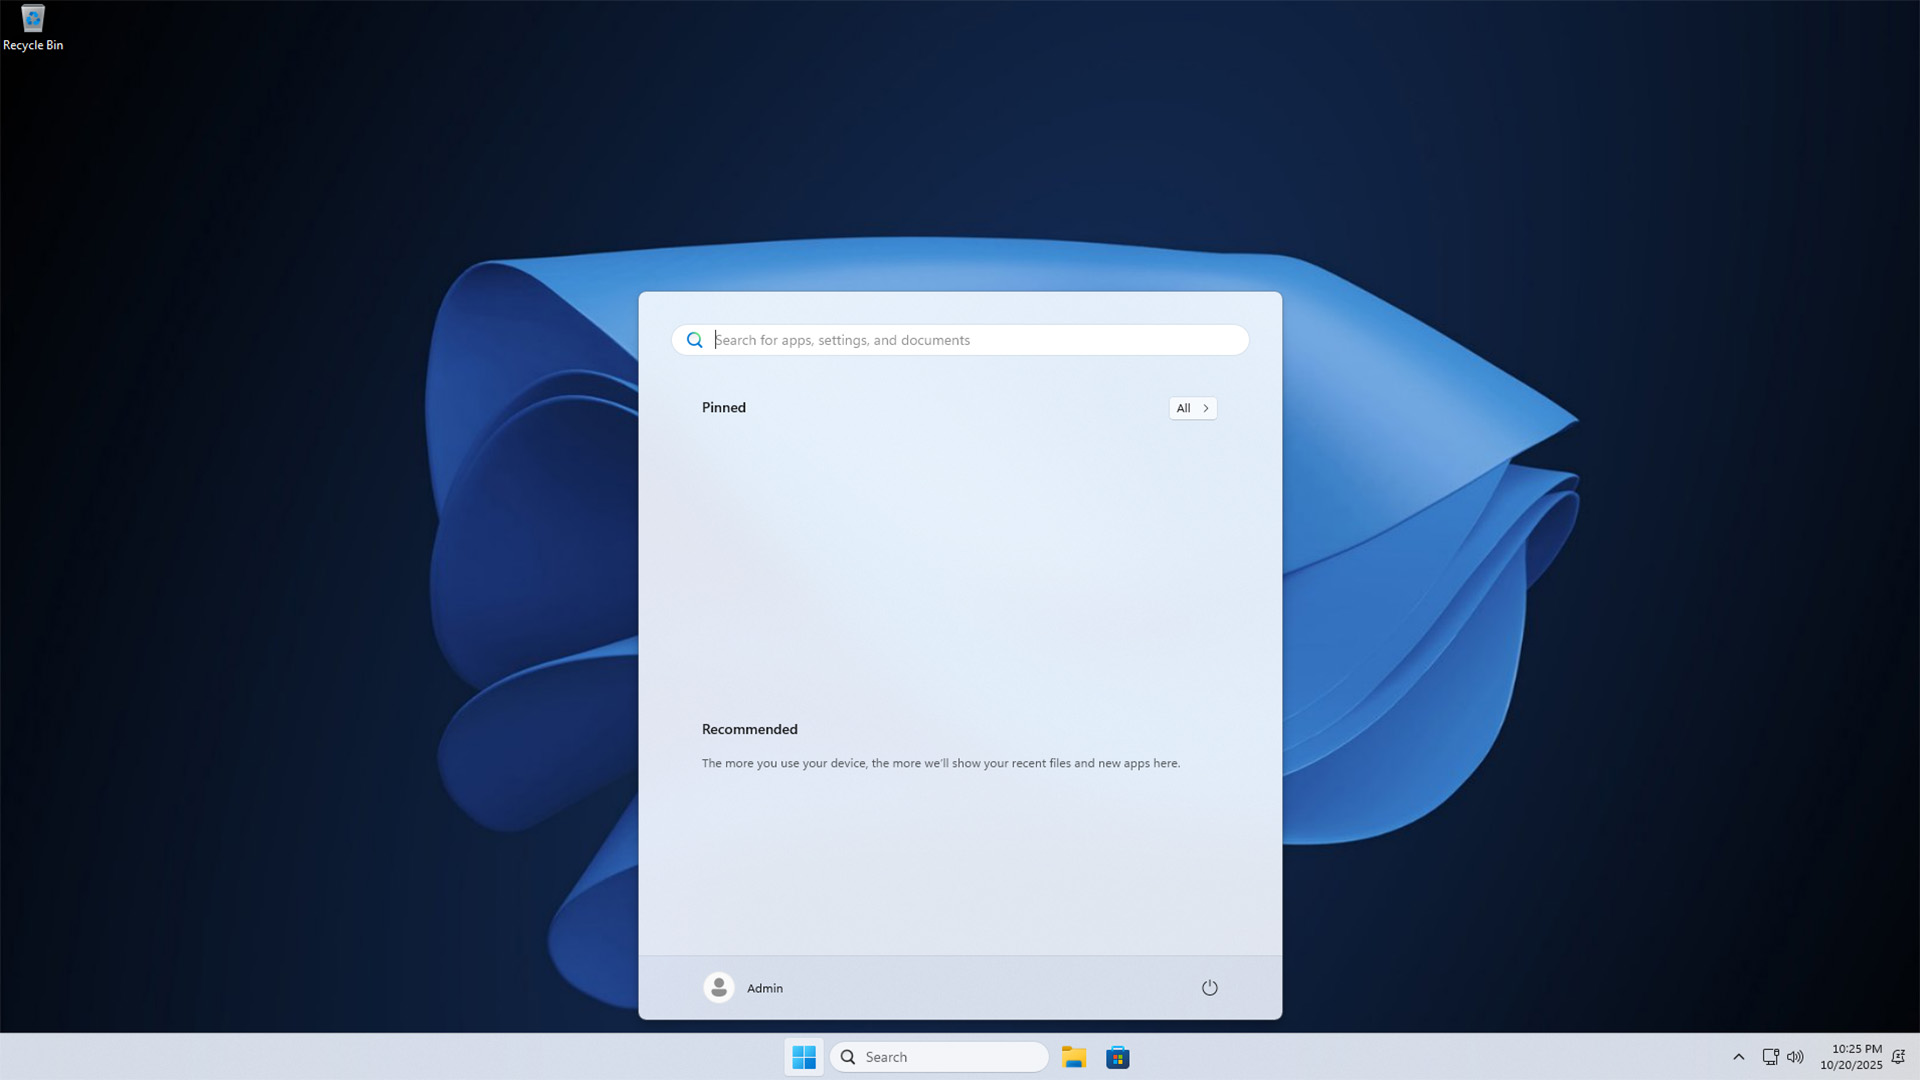 Recycle Bin
Search for apps, settings, and documents
Pinned
All
Recommended
The more you use your device, the more we'll show your recent files and new apps here.
Admin
Search
10:25 PM
10/20/2025